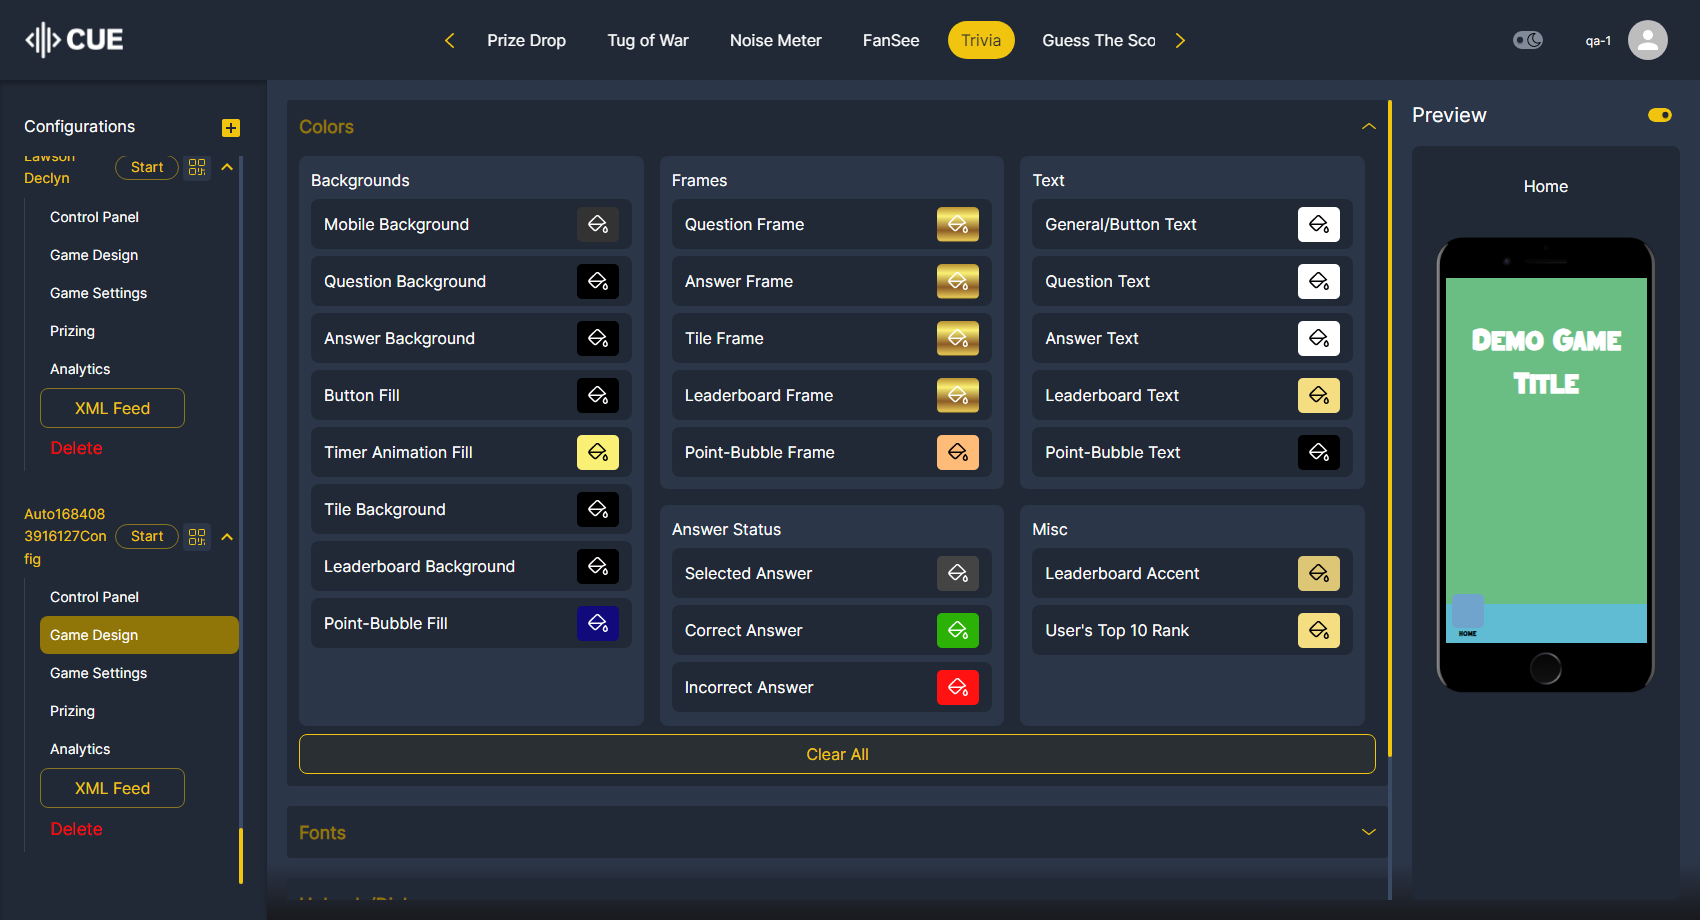 CUE
Prize Drop
Tug of War
Noise Meter
FanSee
Trivia
Guess The Sco
qa-1
Configurations
Lawson
Declyn
Start
Control Panel
Game Design
Game Settings
Prizing
Analytics
XML Feed
Delete
Auto168408
3916127Con
fig
Start
Control Panel
Game Design
Game Settings
Prizing
Analytics
XML Feed
Delete
Colors
Backgrounds
Mobile Background
Question Background
Answer Background
Button Fill
Timer Animation Fill
Tile Background
Leaderboard Background
Point-Bubble Fill
Frames
Question Frame
Answer Frame
Tile Frame
Leaderboard Frame
Point-Bubble Frame
Text
General/Button Text
Question Text
Answer Text
Leaderboard Text
Point-Bubble Text
Answer Status
Selected Answer
Correct Answer
Incorrect Answer
Misc
Leaderboard Accent
User's Top 10 Rank
Clear All
Fonts
Preview
Home
Demo Game
Title
HOME